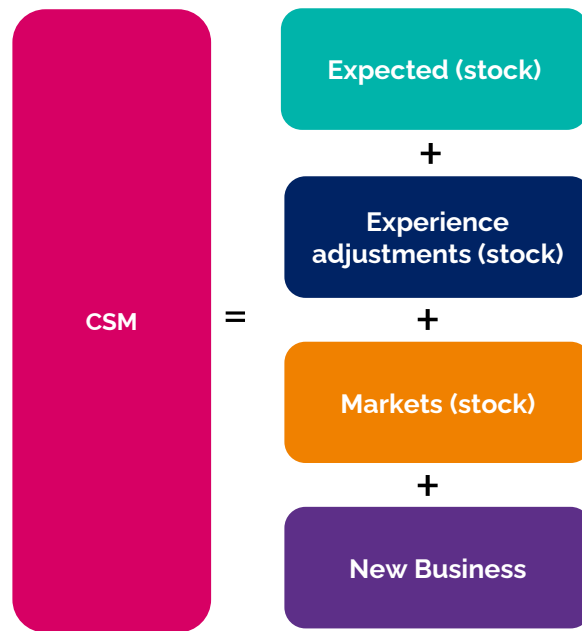 Expected (stock)
+
Experience
adjustments (stock)
CSM
=
+
Markets (stock)
+
New Business